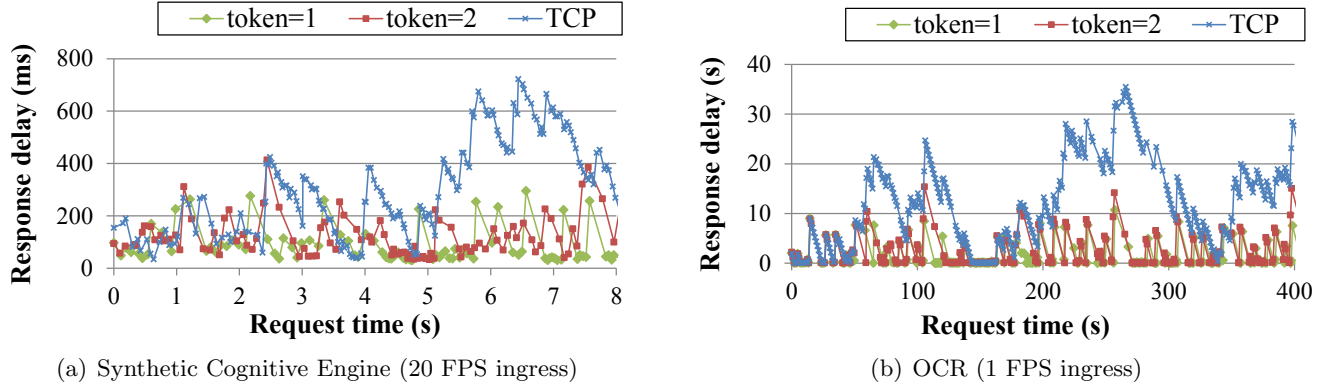 token=1 token=2 TCP
Response delay (ms)
800
600
400
200
0
0 1 2 3 4 5 6 7 8
Request time (s)
(a) Synthetic Cognitive Engine (20 FPS ingress)
token=1 token=2 TCP
Response delay (s)
40
30
20
10
0
0 100 200 300 400
Request time (s)
(b) OCR (1 FPS ingress)